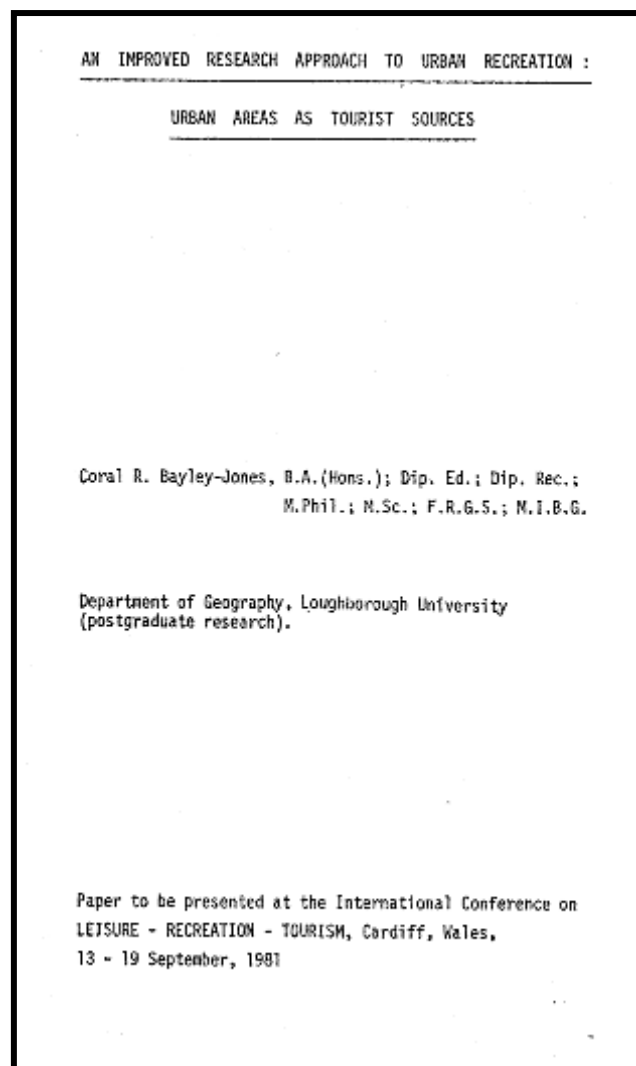 AN IMPROVED RESEARCH APPROACH TO URBAN RECREATION :
URBAN AREAS AS TOURIST SOURCES
Coral R. Bayley-Jones, B.A.(Hons.); Dip. Ed.; Dip. Rec.;
M.Phil.; M.Sc.; F.R.G.S.; M.I.B.G.
Department of Geography, Loughborough University
(postgraduate research).
Paper to be presented at the International Conference on
LEISURE - RECREATION - TOURISM, Cardiff, Wales,
13 - 19 September, 1981